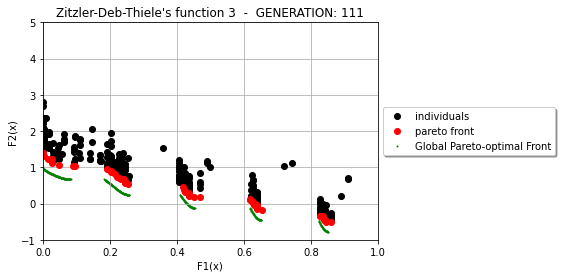 Zitzler-Deb-Thiele's function 3 - GENERATION: 111
5
4
3
2
1
0
−1
F2(x)
0.0 0.2 0.4 0.6 0.8 1.0
F1(x)
individuals
pareto front
Global Pareto-optimal Front